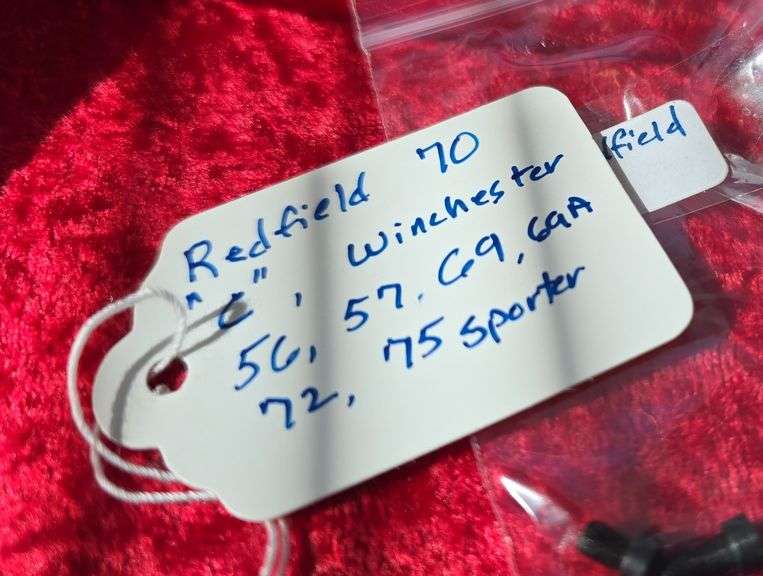 Redfield 70
"C", Winchester
56, 57, 69, 69A
72, 75 Sporter
field